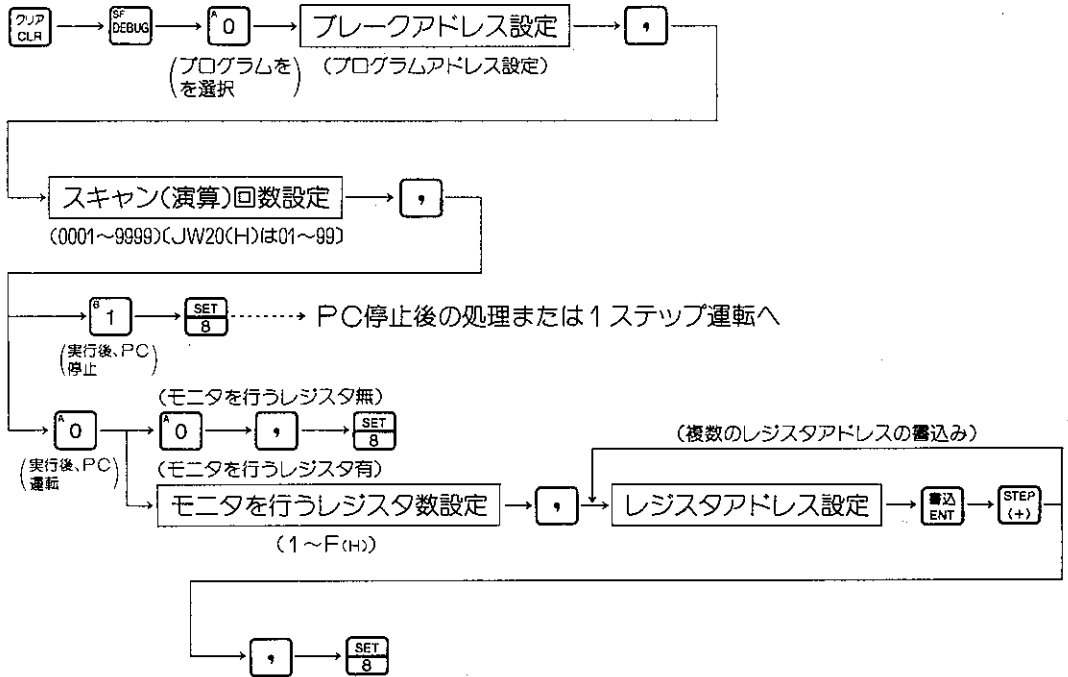 クリア CLR SF DEBUG A 0 ブレークアドレス設定 ,
(プログラムを を選択) (プログラムアドレス設定)
スキャン(演算)回数設定 ,
(0001～9999)〔JW20(H)は01～99〕
B 1 SET 8 PC停止後の処理または1ステップ運転へ
(実行後、PC 停止)
(モニタを行うレジスタ無)
A 0 A 0 , SET 8
(実行後、PC 運転)
(複数のレジスタアドレスの書込み)
(モニタを行うレジスタ有)
モニタを行うレジスタ数設定 , レジスタアドレス設定 書込 ENT STEP (+)
(1～F(H))
, SET 8